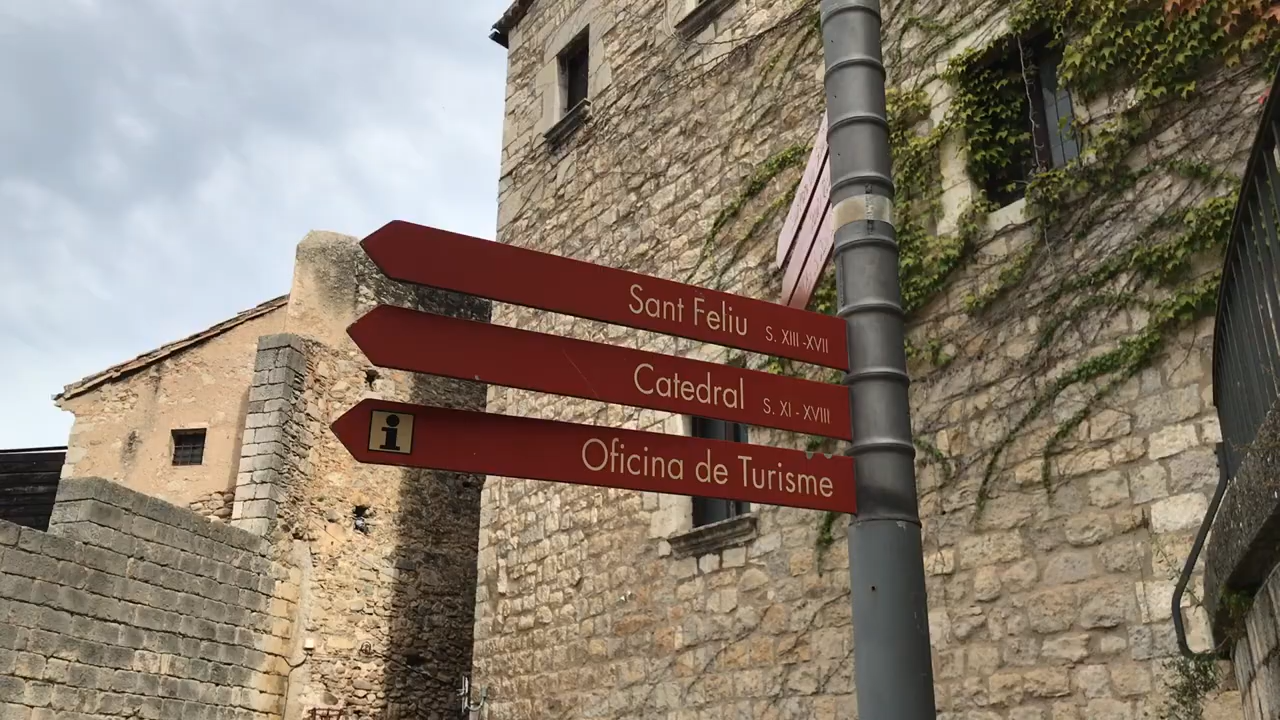 Sant Feliu S. XIII-XVII
Catedral S. XI - XVIII
i Oficina de Turisme